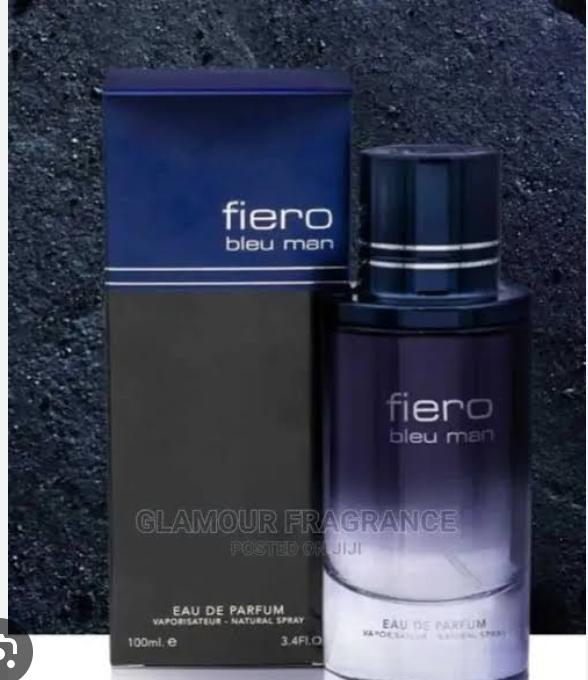 fiero
bleu man
fiero
bleu man
GLAMOUR FRAGRANCE
POSTED ON JIJI
EAU DE PARFUM
VAPORISATEUR - NATURAL SPRAY
100ml. e 3.4Fl.O
EAU DE PARFUM
VAPORISATEUR - NATURAL SPRAY